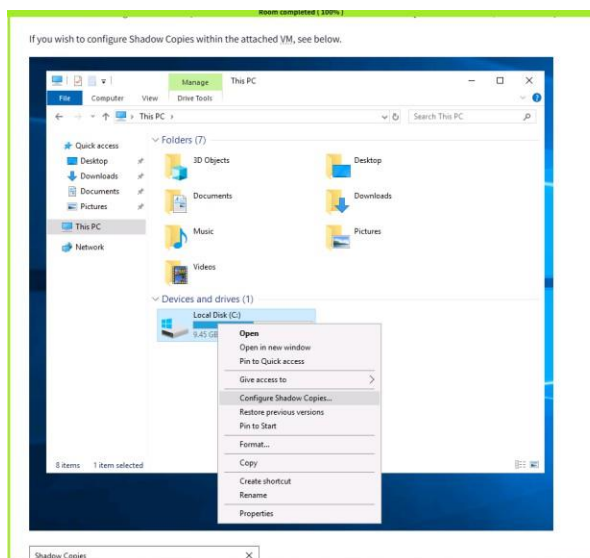 Room completed ( 100% )
If you wish to configure Shadow Copies within the attached VM, see below.
Manage
This PC
File
Computer
View
Drive Tools
This PC
Search This PC
Quick access
Desktop
Downloads
Documents
Pictures
This PC
Network
Folders (7)
3D Objects
Desktop
Documents
Downloads
Music
Pictures
Videos
Devices and drives (1)
Local Disk (C:)
9.45 GB
Open
Open in new window
Pin to Quick access
Give access to
Configure Shadow Copies...
Restore previous versions
Pin to Start
Format...
Copy
Create shortcut
Rename
Properties
8 items
1 item selected
Shadow Copies